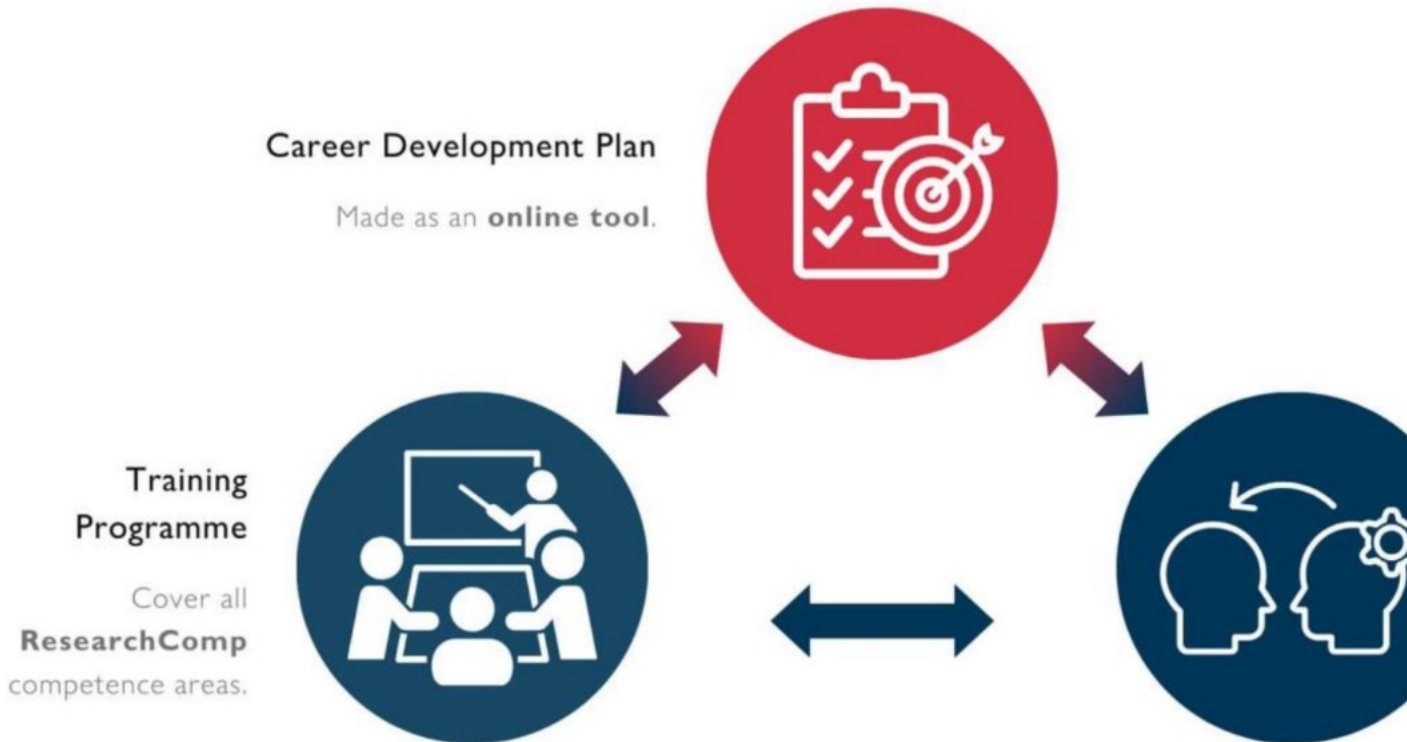 Career Development Plan
Made as an online tool.
Training
Programme
Cover all
ResearchComp
competence areas.